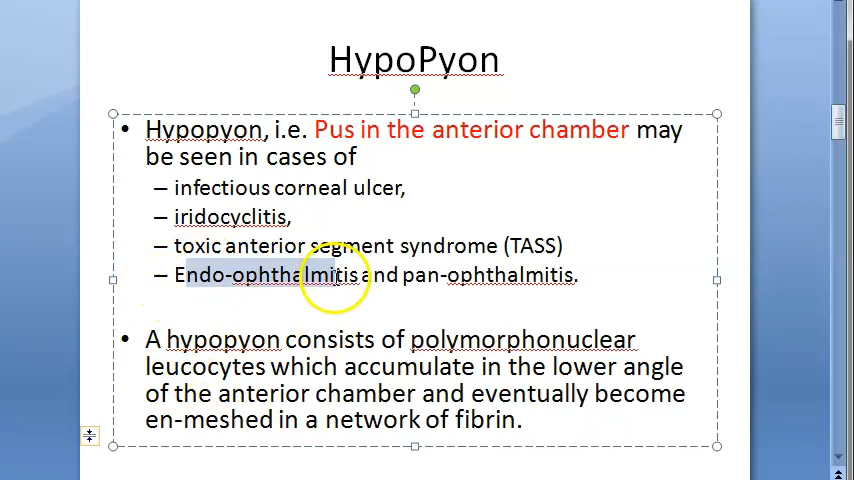 HypoPyon
• Hypopyon, i.e. Pus in the anterior chamber may
be seen in cases of
– infectious corneal ulcer,
– iridocyclitis,
– toxic anterior segment syndrome (TASS)
– Endo-ophthalmitis and pan-ophthalmitis.
• A hypopyon consists of polymorphonuclear
leucocytes which accumulate in the lower angle
of the anterior chamber and eventually become
en-meshed in a network of fibrin.